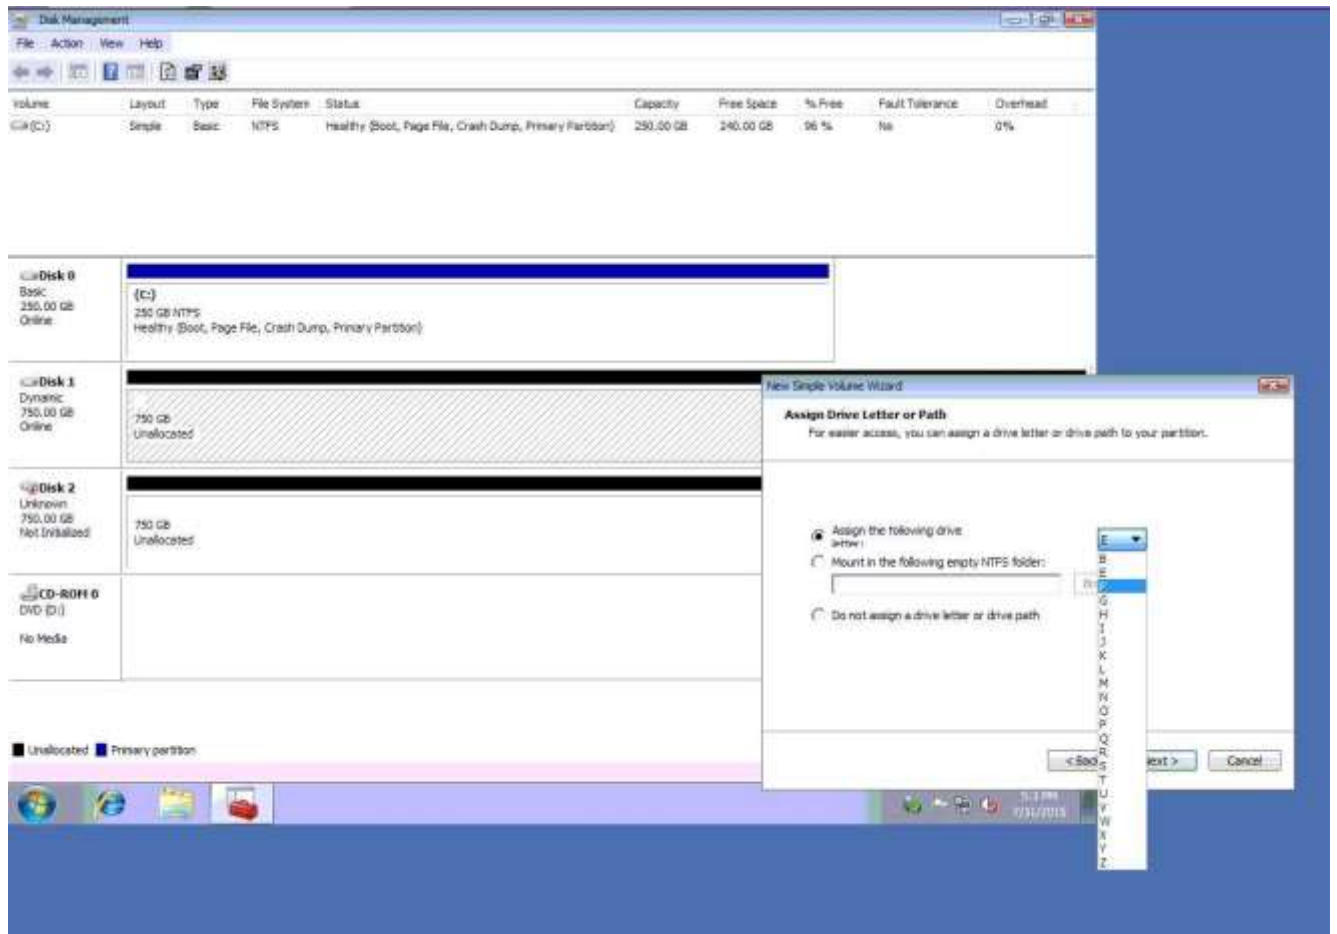 Disk Management
File Action View Help
Volume Layout Type File System Status Capacity Free Space % Free Fault Tolerance Overhead
(C:) Simple Basic NTFS Healthy (Boot, Page File, Crash Dump, Primary Partition) 250.00 GB 240.00 GB 96 % No 0%
Disk 0
Basic
250.00 GB
Online
(C:)
250 GB NTFS
Healthy (Boot, Page File, Crash Dump, Primary Partition)
Disk 1
Dynamic
750.00 GB
Online
750 GB
Unallocated
Disk 2
Unknown
750.00 GB
Not Initialized
750 GB
Unallocated
CD-ROM 0
DVD (D:)
No Media
Unallocated Primary partition
New Simple Volume Wizard
Assign Drive Letter or Path
For easier access, you can assign a drive letter or drive path to your partition.
Assign the following drive
letter:
E
Mount in the following empty NTFS folder:
Do not assign a drive letter or drive path
B
E
F
G
H
I
J
K
L
M
N
O
P
Q
R
S
T
U
V
W
X
Y
Z
< Back
Next >
Cancel
7/31/2015